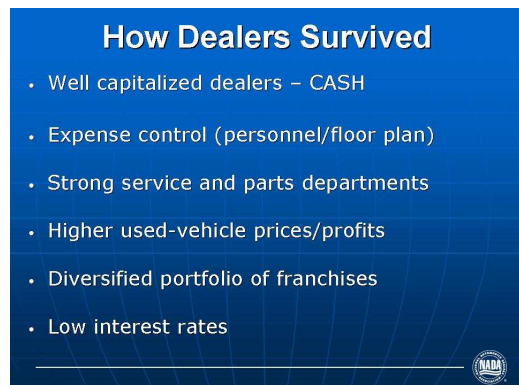 How Dealers Survived
• Well capitalized dealers – CASH
• Expense control (personnel/floor plan)
• Strong service and parts departments
• Higher used-vehicle prices/profits
• Diversified portfolio of franchises
• Low interest rates
NADA